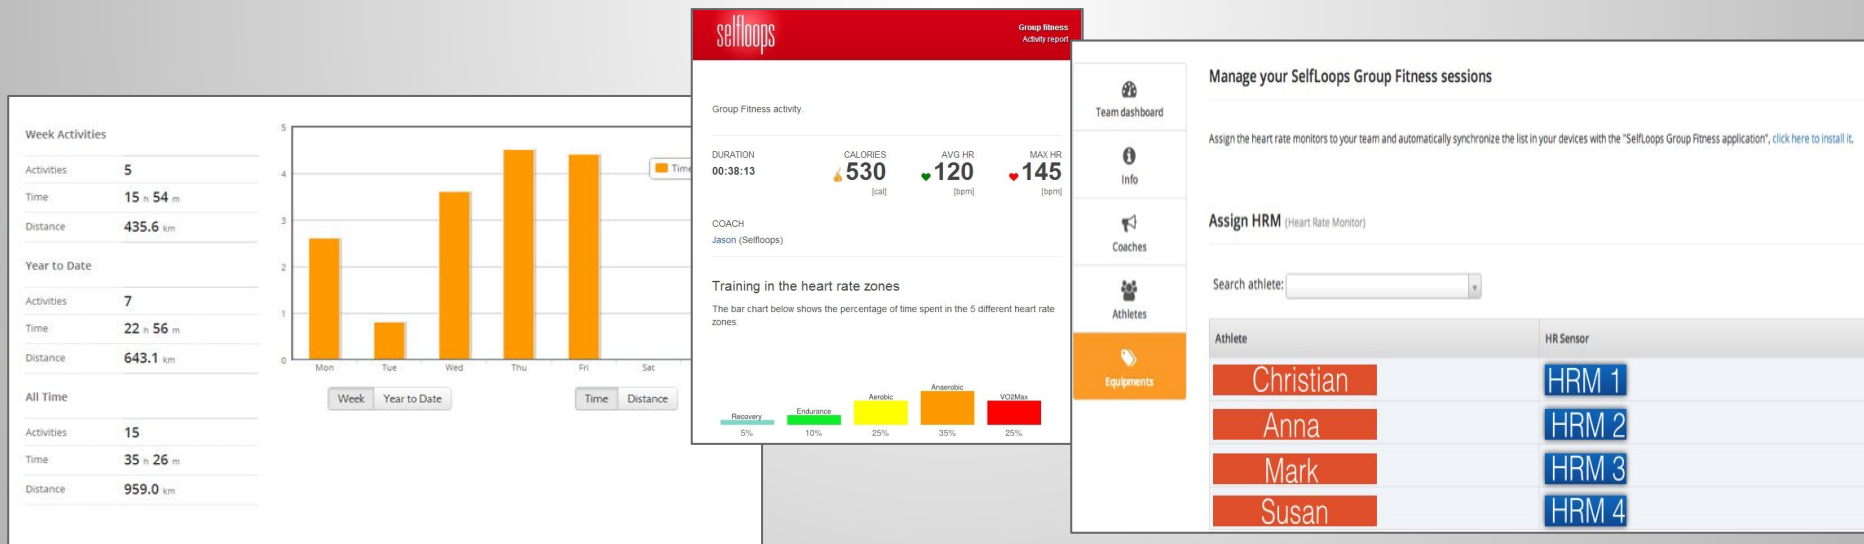 Week Activities
Activities 5
Time 15 h 54 m
Distance 435.6 km
Year to Date
Activities 7
Time 22 h 56 m
Distance 643.1 km
All Time
Activities 15
Time 35 h 26 m
Distance 959.0 km
5
4
3
2
1
0
Time
Mon Tue Wed Thu Fri Sat
Week Year to Date Time Distance
selfloops
Group fitness
Activity report
Group Fitness activity.
DURATION CALORIES AVG HR MAX HR
00:38:13 530 120 145
[cal] [bpm] [bpm]
COACH
Jason (Selfloops)
Training in the heart rate zones
The bar chart below shows the percentage of time spent in the 5 different heart rate
zones.
Recovery Endurance Aerobic Anaerobic VO2Max
5% 10% 25% 35% 25%
Team dashboard
Info
Coaches
Athletes
Equipments
Manage your SelfLoops Group Fitness sessions
Assign the heart rate monitors to your team and automatically synchronize the list in your devices with the "SelfLoops Group Fitness application", click here to install it.
Assign HRM (Heart Rate Monitor)
Search athlete:
Athlete HR Sensor
Christian HRM 1
Anna HRM 2
Mark HRM 3
Susan HRM 4